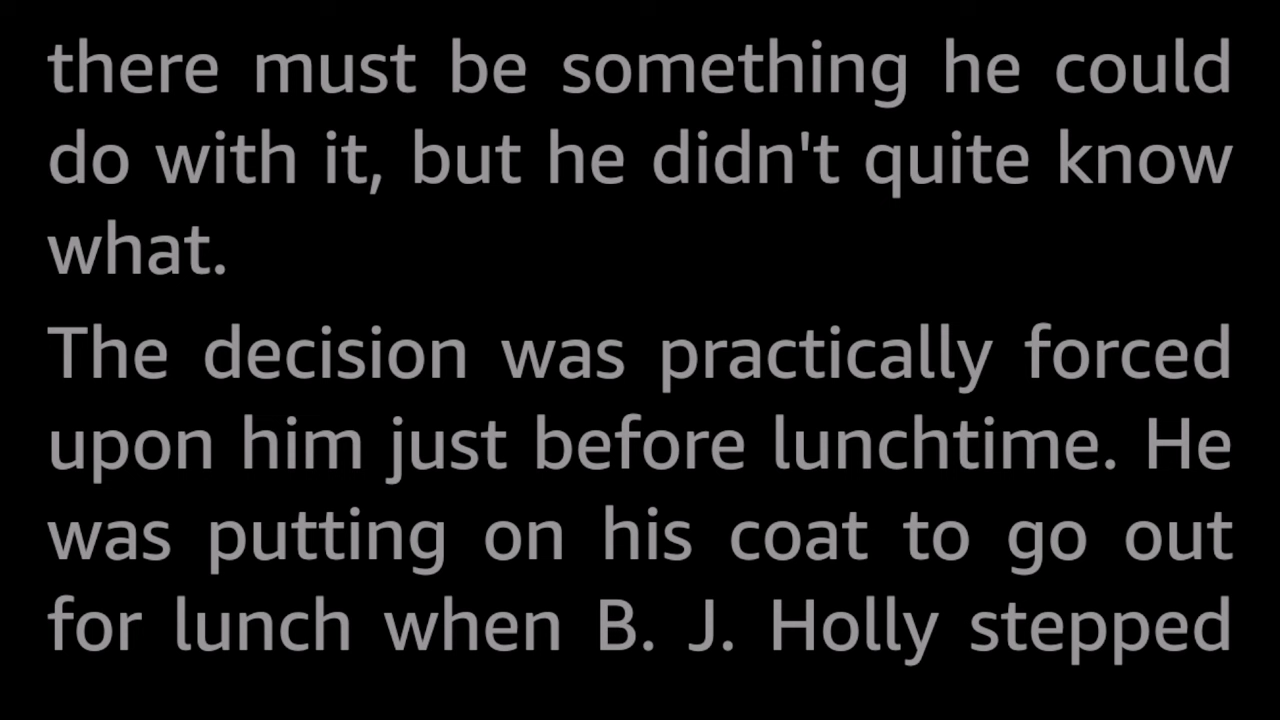 there must be something he could
do with it, but he didn't quite know
what.
The decision was practically forced
upon him just before lunchtime. He
was putting on his coat to go out
for lunch when B. J. Holly stepped